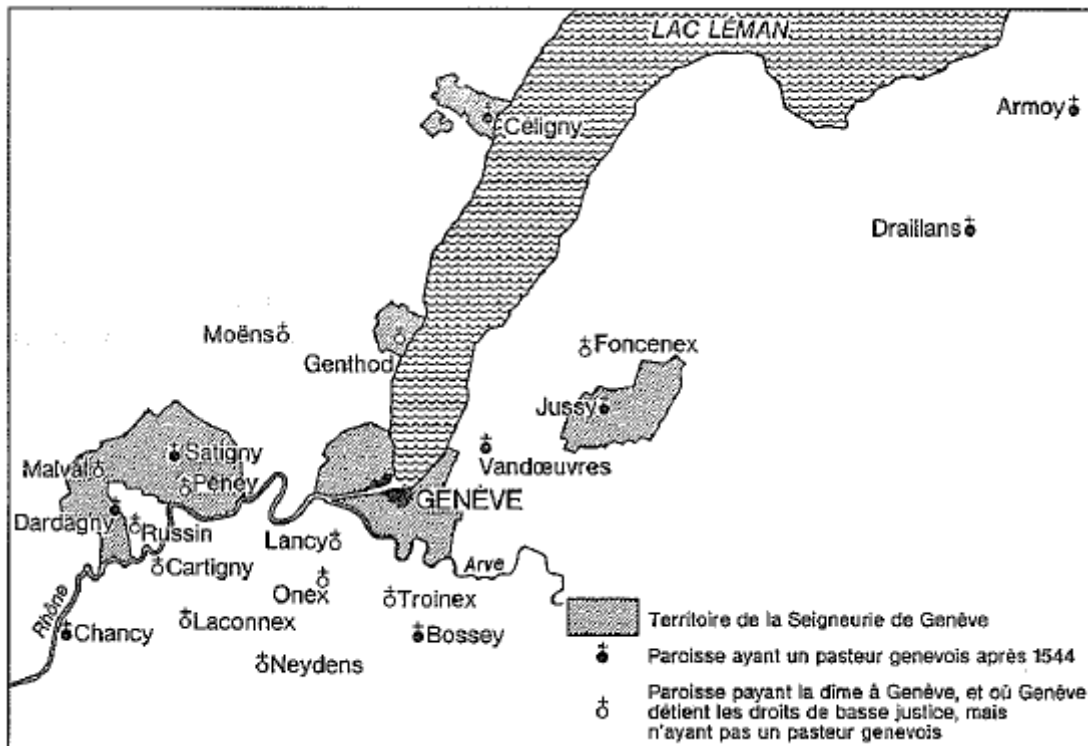 LAC LÉMAN
Armoy
Céligny
Draillans
Moëns
Genthod
Foncenex
Jussy
Satigny
Vandœuvres
Malval
Peney
GENÈVE
Dardagny
Russin
Lancy
Cartigny
Arve
Onex
Troinex
Rhône
Laconnex
Chancy
Bossey
Neydens
Territoire de la Seigneurie de Genève
Paroisse ayant un pasteur genevois après 1544
Paroisse payant la dîme à Genève, et où Genève
détient les droits de basse justice, mais
n'ayant pas un pasteur genevois